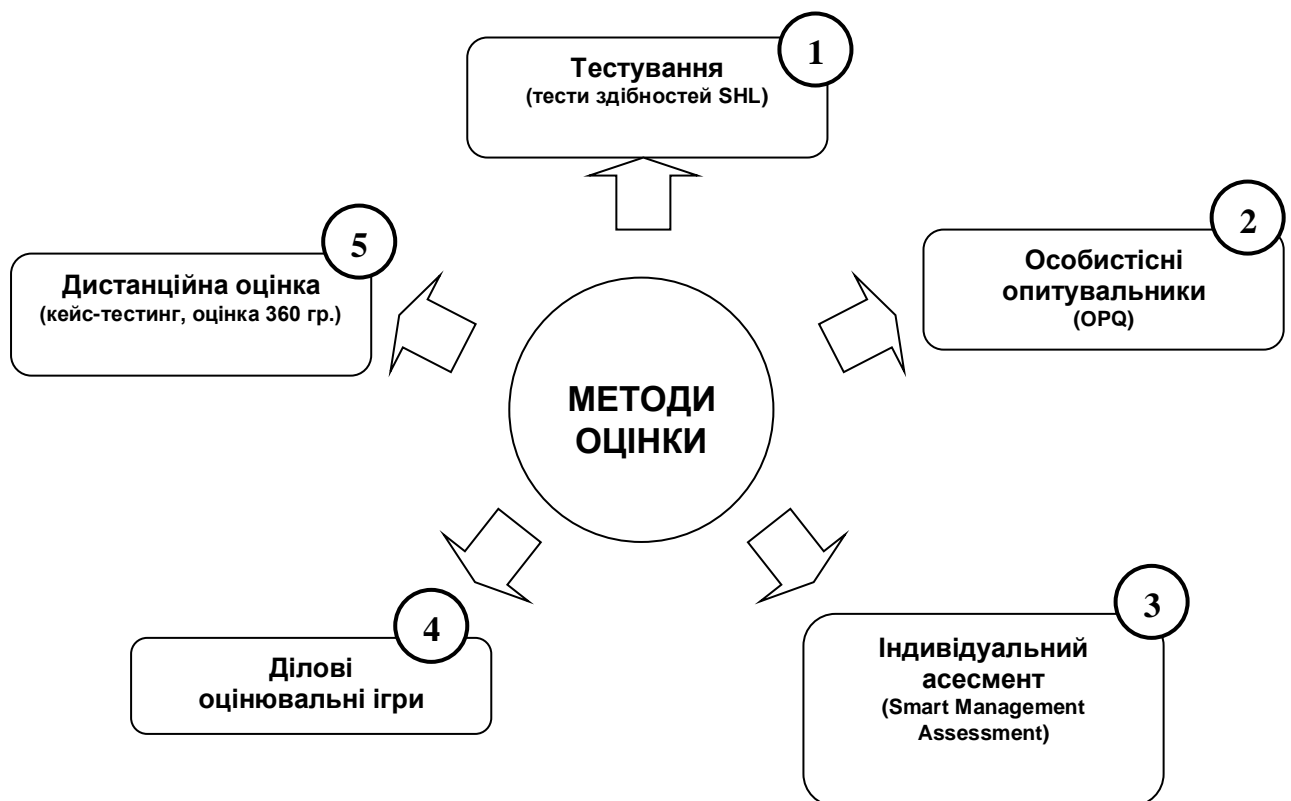 1
Тестування
(тести здібностей SHL)
2
Особистісні
опитувальники
(OPQ)
3
Індивідуальний
асесмент
(Smart Management
Assessment)
4
Ділові
оцінювальні ігри
5
Дистанційна оцінка
(кейс-тестинг, оцінка 360 гр.)
МЕТОДИ
ОЦІНКИ